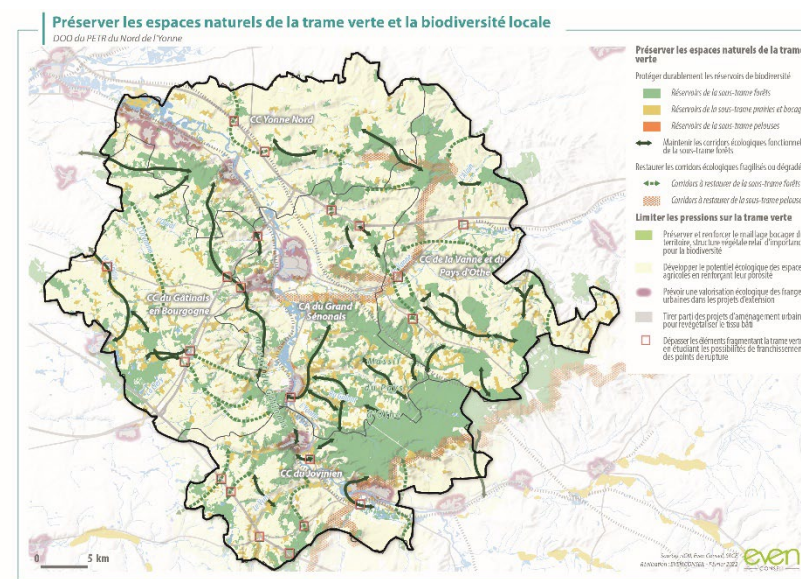 Préserver les espaces naturels de la trame verte et la biodiversité locale
DOO du PETR du Nord de l'Yonne
Préserver les espaces naturels de la trame
verte
Protéger durablement les réservoirs de biodiversité
Réservoirs de la sous-trame forêts
Réservoirs de la sous-trame prairies et bocag
Réservoirs de la sous-trame pelouses
Maintenir les corridors écologiques fonctionnel
de la sous-trame forêts
Restaurer les corridors écologiques fragilisés ou dégradé
Corridors à restaurer de la sous-trame forêts
Corridors à restaurer de la sous-trame pelouse
Limiter les pressions sur la trame verte
Préserver et renforcer le maillage bocager du
territoire, structure végétale relai d'importanc
pour la biodiversité
Développer le potentiel écologique des espace
agricoles en renforçant leur porosité
Prévoir une valorisation écologique des frange
urbaines dans les projets d'extension
Tirer parti des projets d'aménagement urbain
pour revégétaliser le tissu bâti
Dépasser les éléments fragmentant la trame vert
en étudiant les possibilités de franchissemen
des points de rupture
CC Yonne Nord
CC de la Vanne et du
Pays d'Othe
CC du Gâtinais
en Bourgogne
CA du Grand
Sénonais
CC du Jovinien
0 5 km
even
CONSEIL